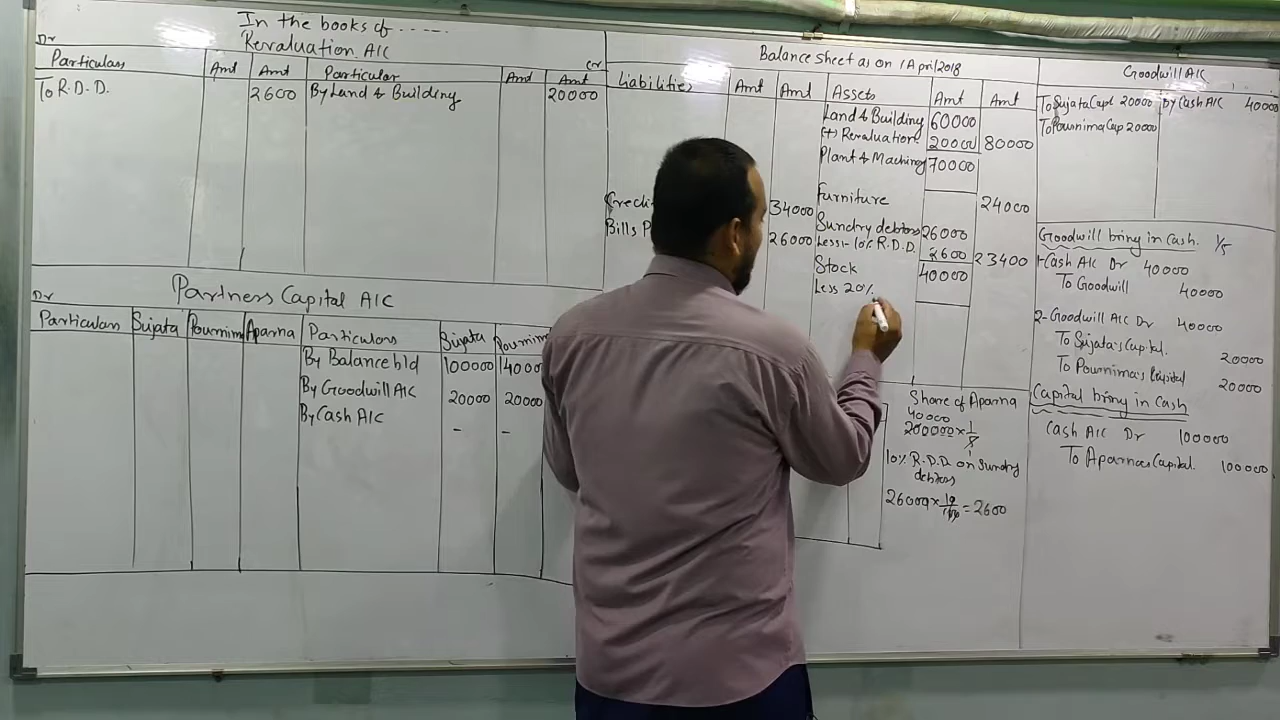 In the books of .....
Revaluation A/C
Dr
Cr
Particulars Amt Amt Particular Amt Amt
To R.D.D. 2600 By Land & Building 20000
Partners Capital A/C
Dr
Particulars Sujata Pournim Aparna Particulars Sujata Pournim
By Balance b/d 100000 14000
By Goodwill A/C 20000 20000
By Cash A/C - -
Balance sheet as on 1 April 2018
Liabilities Amt Amt Assets Amt Amt
Land & Building 60000
(+) Revaluation. 20000 80000
Plant & Machinery 70000
Credit 34000 Furniture 24000
Bills P 26000 Sundry debtors 26000
Less:- 10% R.D.D. 2600 23400
Stock 40000
Less 20%
Share of Aparna
40000
200000 × 1/5
10% R.D.D. on Sundry
debtors
26000 × 10/100 = 2600
Goodwill A/C
To Sujata Capt 20000 By Cash A/C 40000
To Pournima Cap 20000
Goodwill bring in Cash. 1/5
1- Cash A/C Dr 40000
To Goodwill 40000
2- Goodwill A/C Dr 40000
To Sujata's Capital. 20000
To Pournima's Capital 20000
Capital bring in Cash
Cash A/C Dr 100000
To Aparnas Capital. 100000